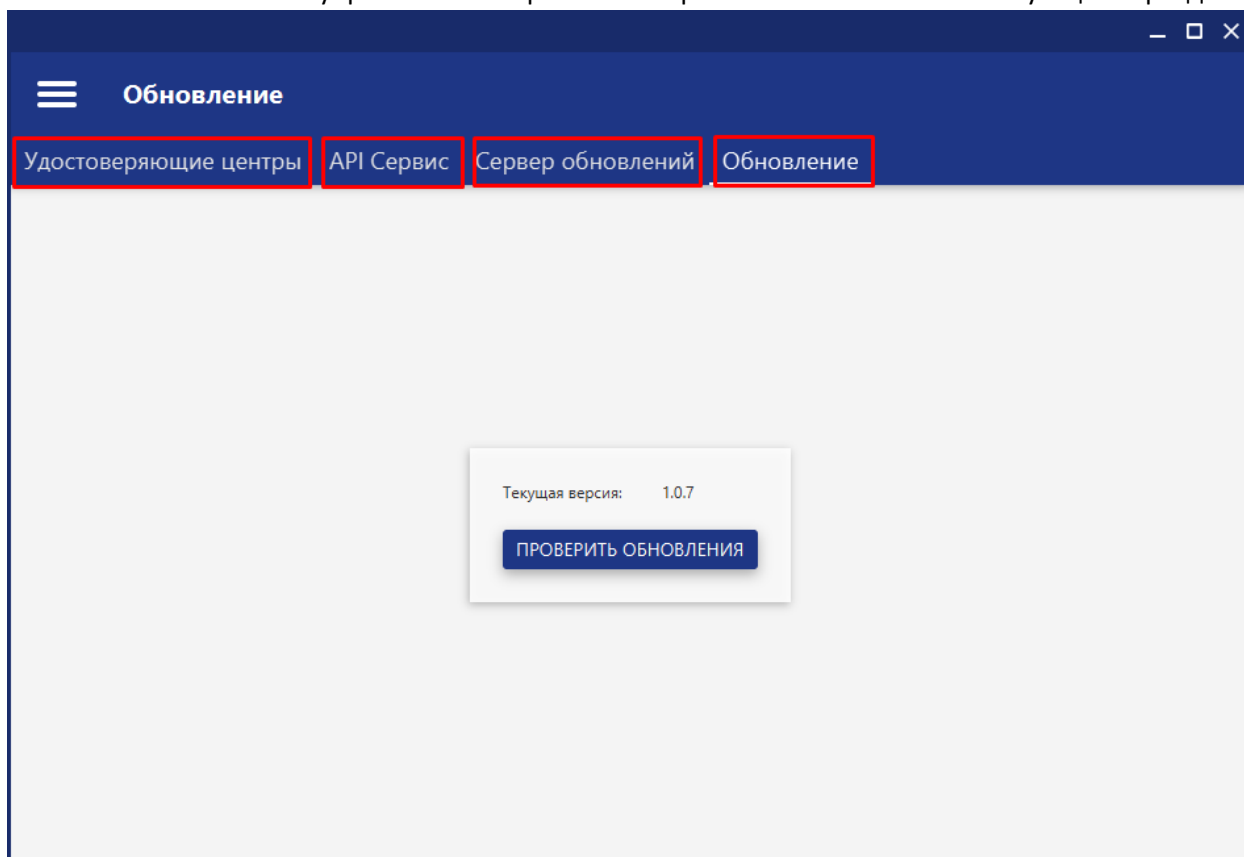 Обновление
Удостоверяющие центры API Сервис Сервер обновлений Обновление
Текущая версия: 1.0.7
ПРОВЕРИТЬ ОБНОВЛЕНИЯ